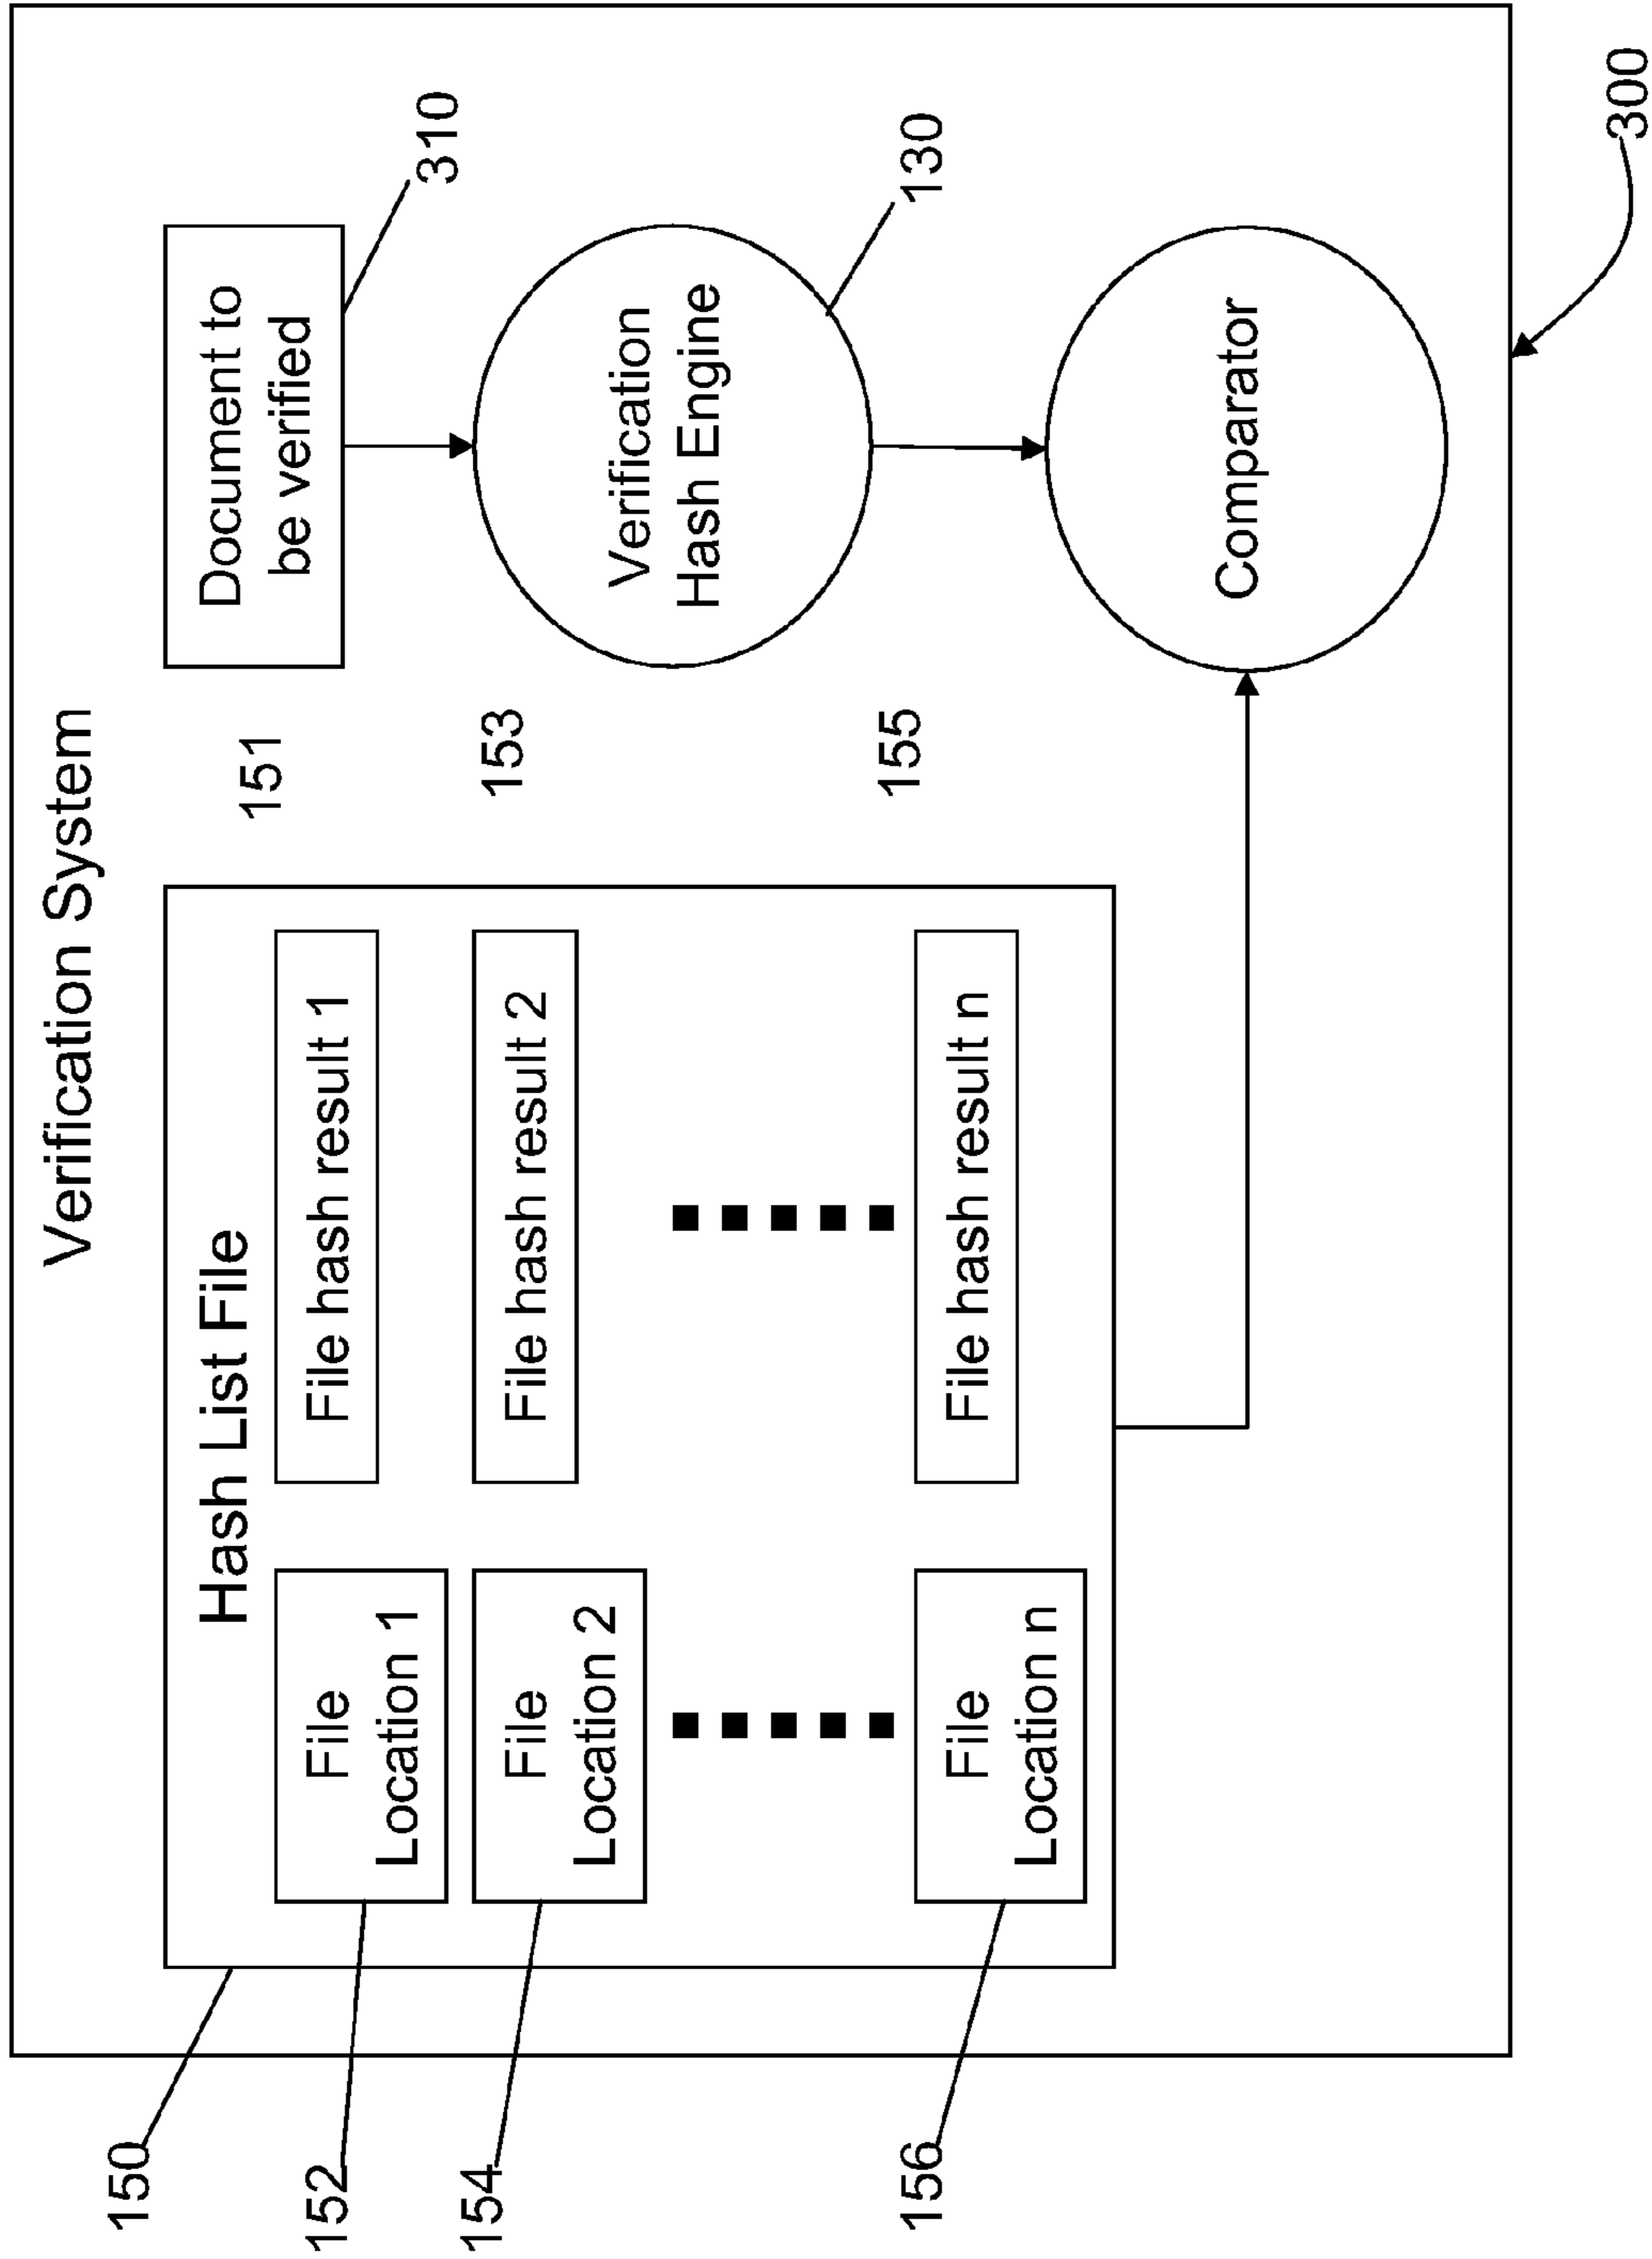 Verification System
Hash List File
151
Document to
be verified
310
150
File
Location 1
File hash result 1
152
153
File
Location 2
File hash result 2
154
Verification
Hash Engine
130
155
File
Location n
File hash result n
156
Comparator
300